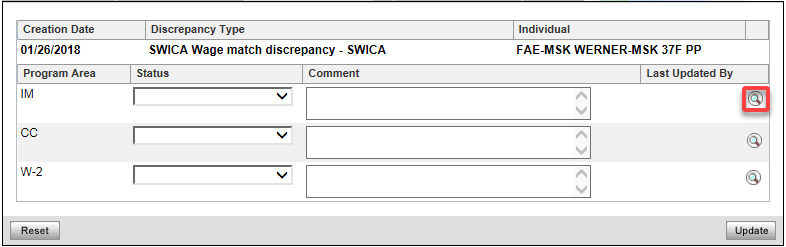 Creation Date Discrepancy Type Individual
01/26/2018 SWICA Wage match discrepancy - SWICA FAE-MSK WERNER-MSK 37F PP
Program Area Status Comment Last Updated By
IM
CC
W-2
Reset Update